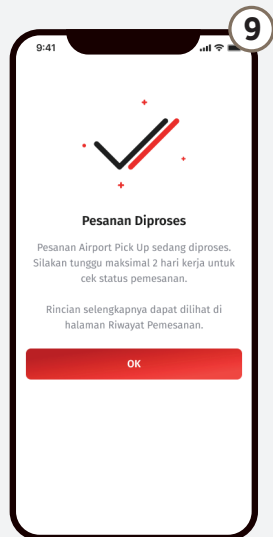 9
9:41
Pesanan Diproses
Pesanan Airport Pick Up sedang diproses.
Silakan tunggu maksimal 2 hari kerja untuk
cek status pemesanan.
Rincian selengkapnya dapat dilihat di
halaman Riwayat Pemesanan.
OK